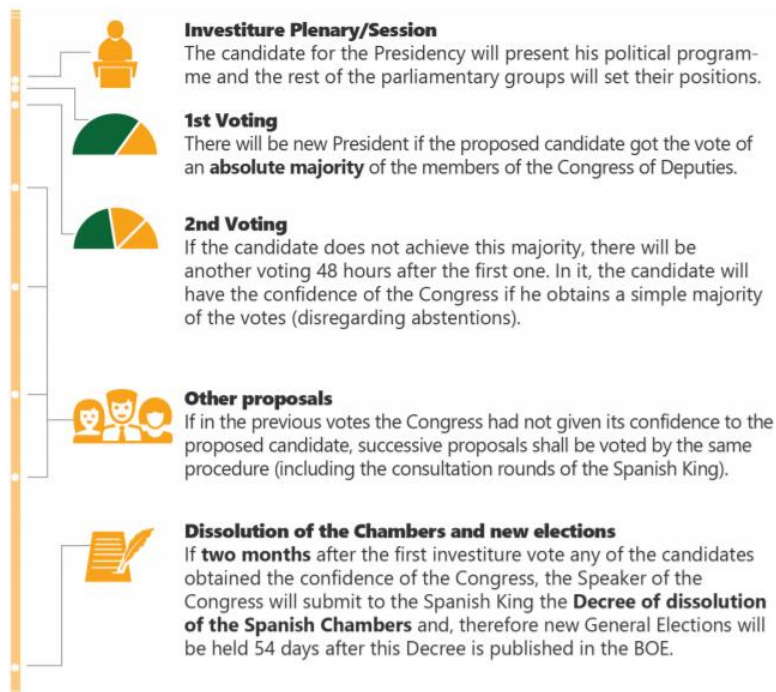 Investiture Plenary/Session
The candidate for the Presidency will present his political program-
me and the rest of the parliamentary groups will set their positions.
1st Voting
There will be new President if the proposed candidate got the vote of
an absolute majority of the members of the Congress of Deputies.
2nd Voting
If the candidate does not achieve this majority, there will be
another voting 48 hours after the first one. In it, the candidate will
have the confidence of the Congress if he obtains a simple majority
of the votes (disregarding abstentions).
Other proposals
If in the previous votes the Congress had not given its confidence to the
proposed candidate, successive proposals shall be voted by the same
procedure (including the consultation rounds of the Spanish King).
Dissolution of the Chambers and new elections
If two months after the first investiture vote any of the candidates
obtained the confidence of the Congress, the Speaker of the
Congress will submit to the Spanish King the Decree of dissolution
of the Spanish Chambers and, therefore new General Elections will
be held 54 days after this Decree is published in the BOE.